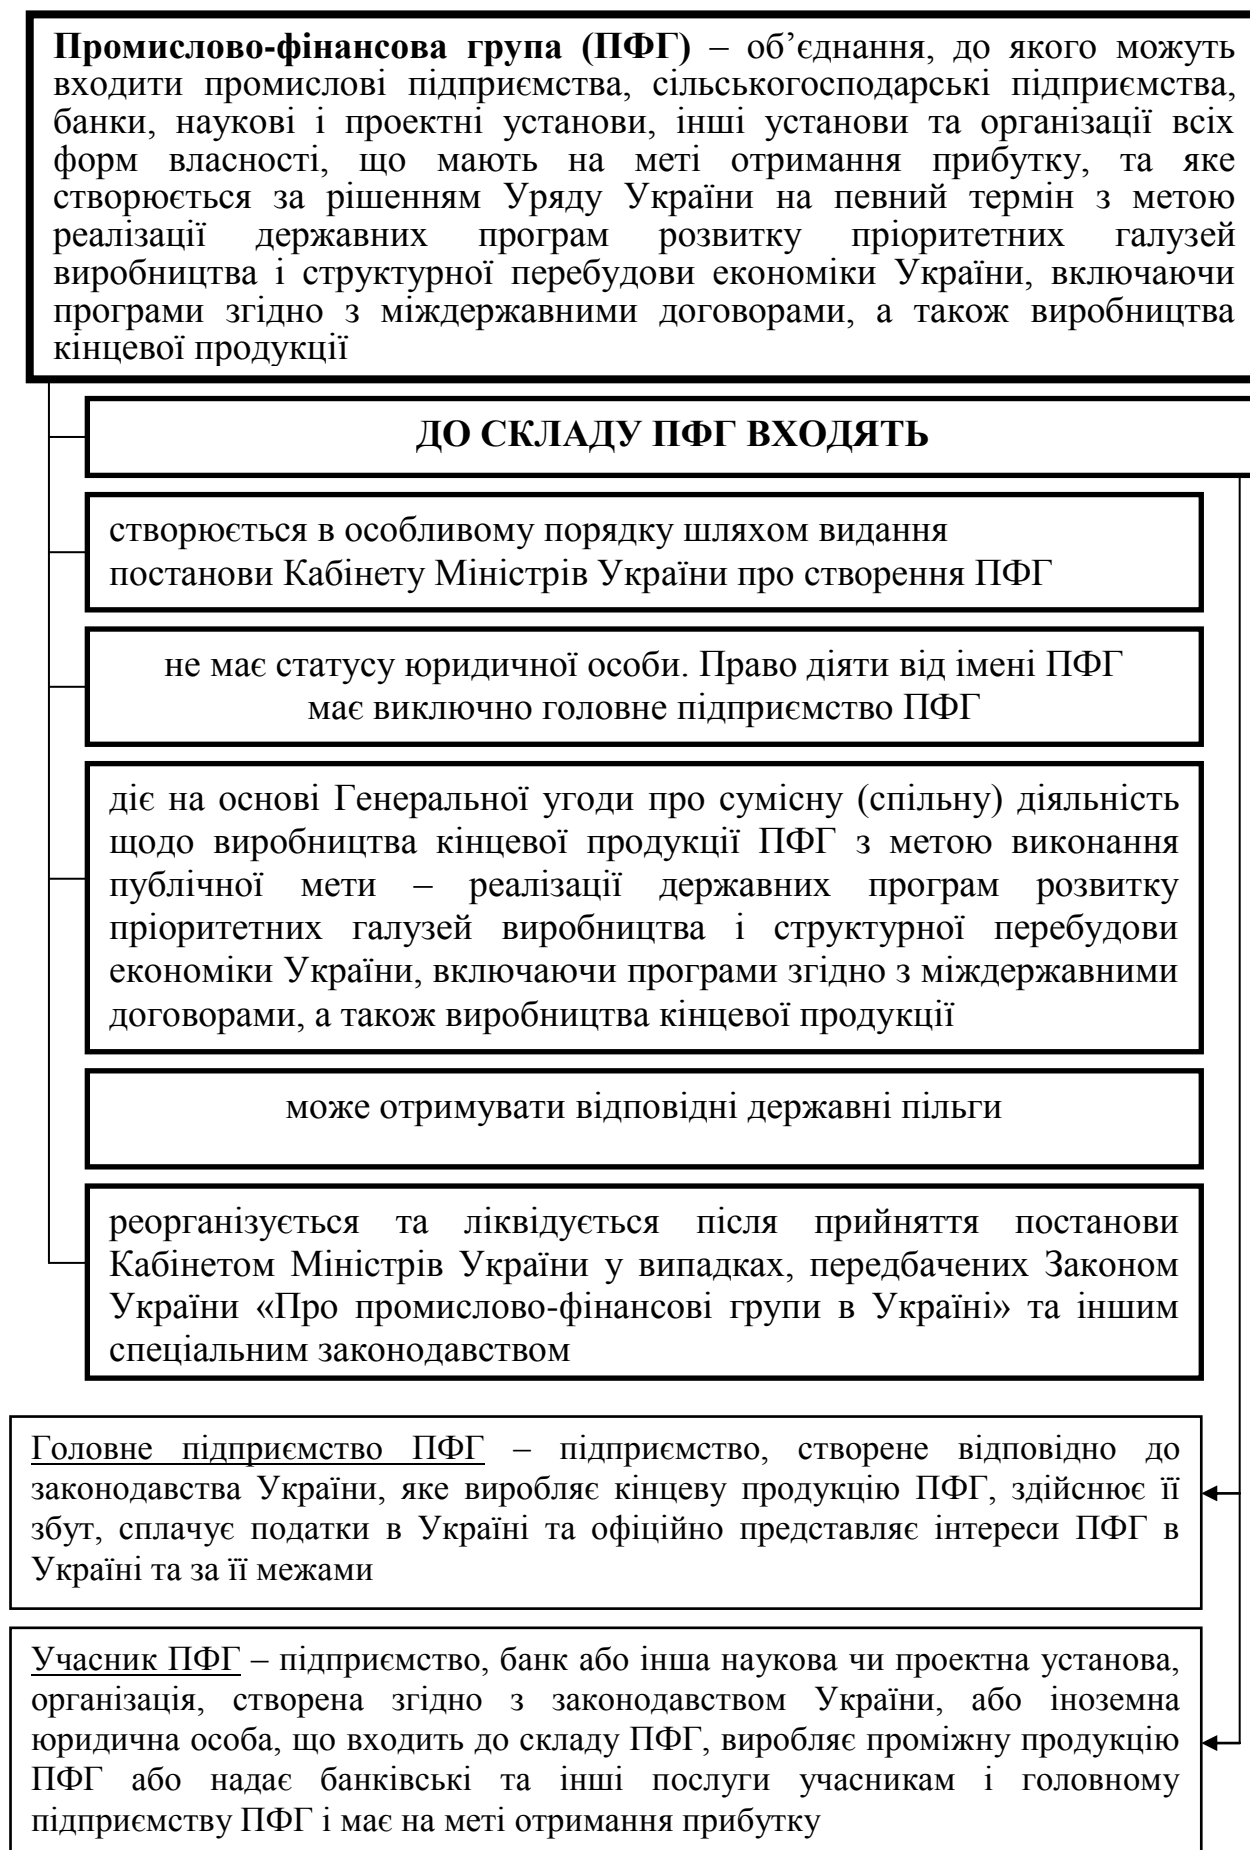 Промислово-фінансова група (ПФГ) – об’єднання, до якого можуть
входити промислові підприємства, сільськогосподарські підприємства,
банки, наукові і проектні установи, інші установи та організації всіх
форм власності, що мають на меті отримання прибутку, та яке
створюється за рішенням Уряду України на певний термін з метою
реалізації державних програм розвитку пріоритетних галузей
виробництва і структурної перебудови економіки України, включаючи
програми згідно з міждержавними договорами, а також виробництва
кінцевої продукції
ДО СКЛАДУ ПФГ ВХОДЯТЬ
створюється в особливому порядку шляхом видання
постанови Кабінету Міністрів України про створення ПФГ
не має статусу юридичної особи. Право діяти від імені ПФГ
має виключно головне підприємство ПФГ
діє на основі Генеральної угоди про сумісну (спільну) діяльність
щодо виробництва кінцевої продукції ПФГ з метою виконання
публічної мети – реалізації державних програм розвитку
пріоритетних галузей виробництва і структурної перебудови
економіки України, включаючи програми згідно з міждержавними
договорами, а також виробництва кінцевої продукції
може отримувати відповідні державні пільги
реорганізується та ліквідується після прийняття постанови
Кабінетом Міністрів України у випадках, передбачених Законом
України «Про промислово-фінансові групи в Україні» та іншим
спеціальним законодавством
Головне підприємство ПФГ – підприємство, створене відповідно до
законодавства України, яке виробляє кінцеву продукцію ПФГ, здійснює її
збут, сплачує податки в Україні та офіційно представляє інтереси ПФГ в
Україні та за її межами
Учасник ПФГ – підприємство, банк або інша наукова чи проектна установа,
організація, створена згідно з законодавством України, або іноземна
юридична особа, що входить до складу ПФГ, виробляє проміжну продукцію
ПФГ або надає банківські та інші послуги учасникам і головному
підприємству ПФГ і має на меті отримання прибутку